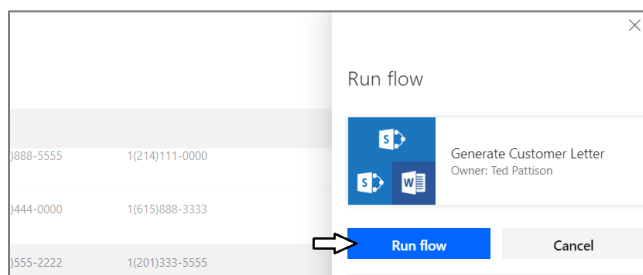 Run flow
Generate Customer Letter
Owner: Ted Pattison
)888-5555 1(214)111-0000
)444-0000 1(615)888-3333
)555-2222 1(201)333-5555
Run flow Cancel